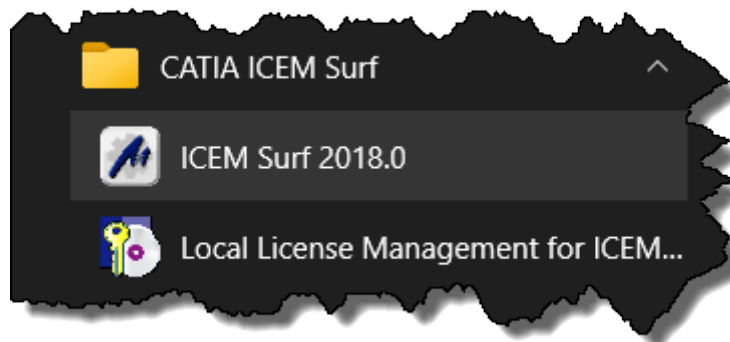 CATIA ICEM Surf
ICEM Surf 2018.0
Local License Management for ICEM...